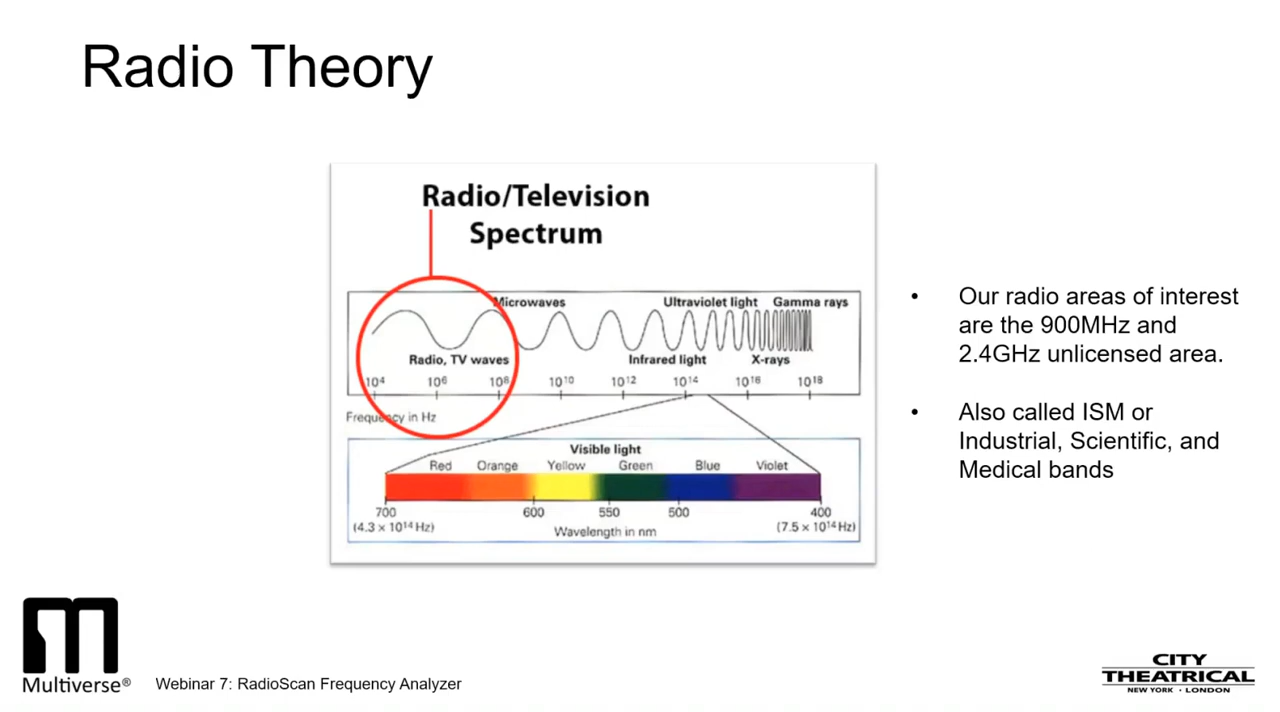 Radio Theory
Radio/Television
Spectrum
Microwaves
Ultraviolet light
Gamma rays
Radio, TV waves
Infrared light
X-rays
10⁴
10⁶
10⁸
10¹⁰
10¹²
10¹⁴
10¹⁶
10¹⁸
Frequency in Hz
Visible light
Red
Orange
Yellow
Green
Blue
Violet
700
600
550
500
400
(4.3 x 10¹⁴ Hz)
Wavelength in nm
(7.5 x 10¹⁴ Hz)
• Our radio areas of interest
are the 900MHz and
2.4GHz unlicensed area.
• Also called ISM or
Industrial, Scientific, and
Medical bands
Multiverse®
Webinar 7: RadioScan Frequency Analyzer
CITY
THEATRICAL
NEW YORK · LONDON